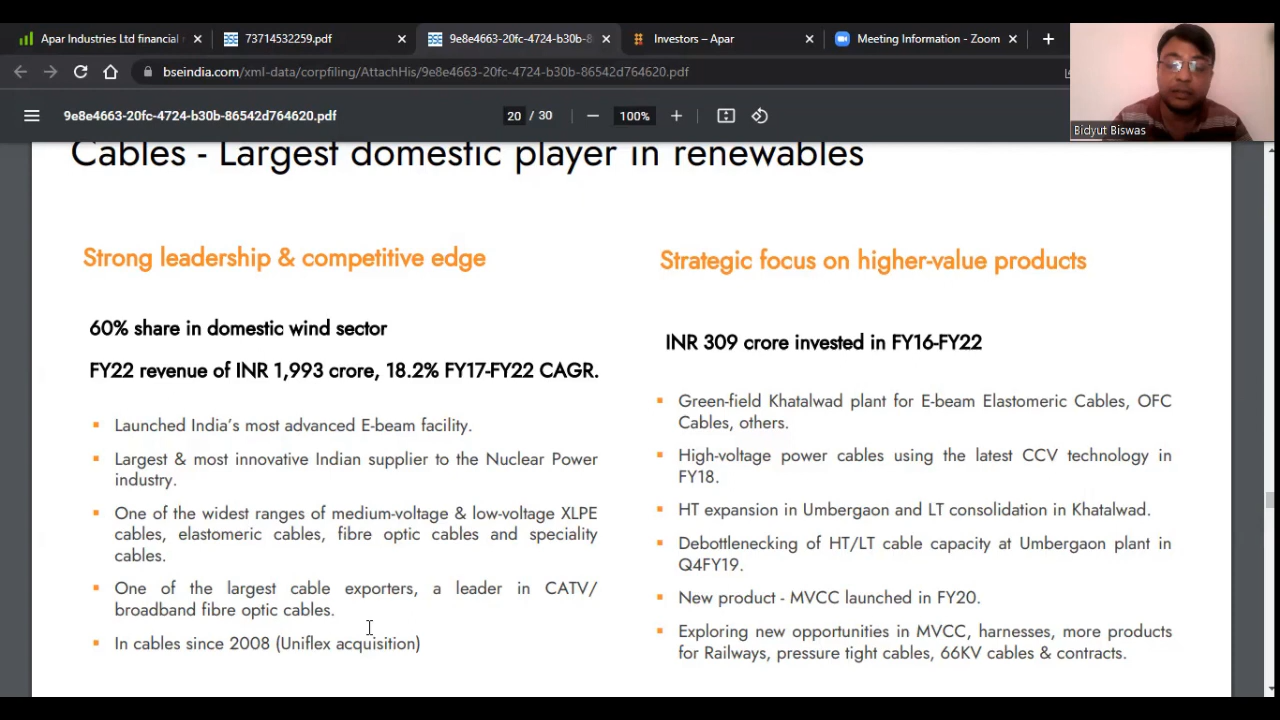 Apar Industries Ltd financial
73714532259.pdf
9e8e4663-20fc-4724-b30b-8
Investors – Apar
Meeting Information - Zoom
bseindia.com/xml-data/corpfiling/AttachHis/9e8e4663-20fc-4724-b30b-86542d764620.pdf
9e8e4663-20fc-4724-b30b-86542d764620.pdf
20 / 30
100%
Bidyut Biswas
Cables - Largest domestic player in renewables
Strong leadership & competitive edge
60% share in domestic wind sector
FY22 revenue of INR 1,993 crore, 18.2% FY17-FY22 CAGR.
Launched India's most advanced E-beam facility.
Largest & most innovative Indian supplier to the Nuclear Power
industry.
One of the widest ranges of medium-voltage & low-voltage XLPE
cables, elastomeric cables, fibre optic cables and speciality
cables.
One of the largest cable exporters, a leader in CATV/
broadband fibre optic cables.
In cables since 2008 (Uniflex acquisition)
Strategic focus on higher-value products
INR 309 crore invested in FY16-FY22
Green-field Khatalwad plant for E-beam Elastomeric Cables, OFC
Cables, others.
High-voltage power cables using the latest CCV technology in
FY18.
HT expansion in Umbergaon and LT consolidation in Khatalwad.
Debottlenecking of HT/LT cable capacity at Umbergaon plant in
Q4FY19.
New product - MVCC launched in FY20.
Exploring new opportunities in MVCC, harnesses, more products
for Railways, pressure tight cables, 66KV cables & contracts.